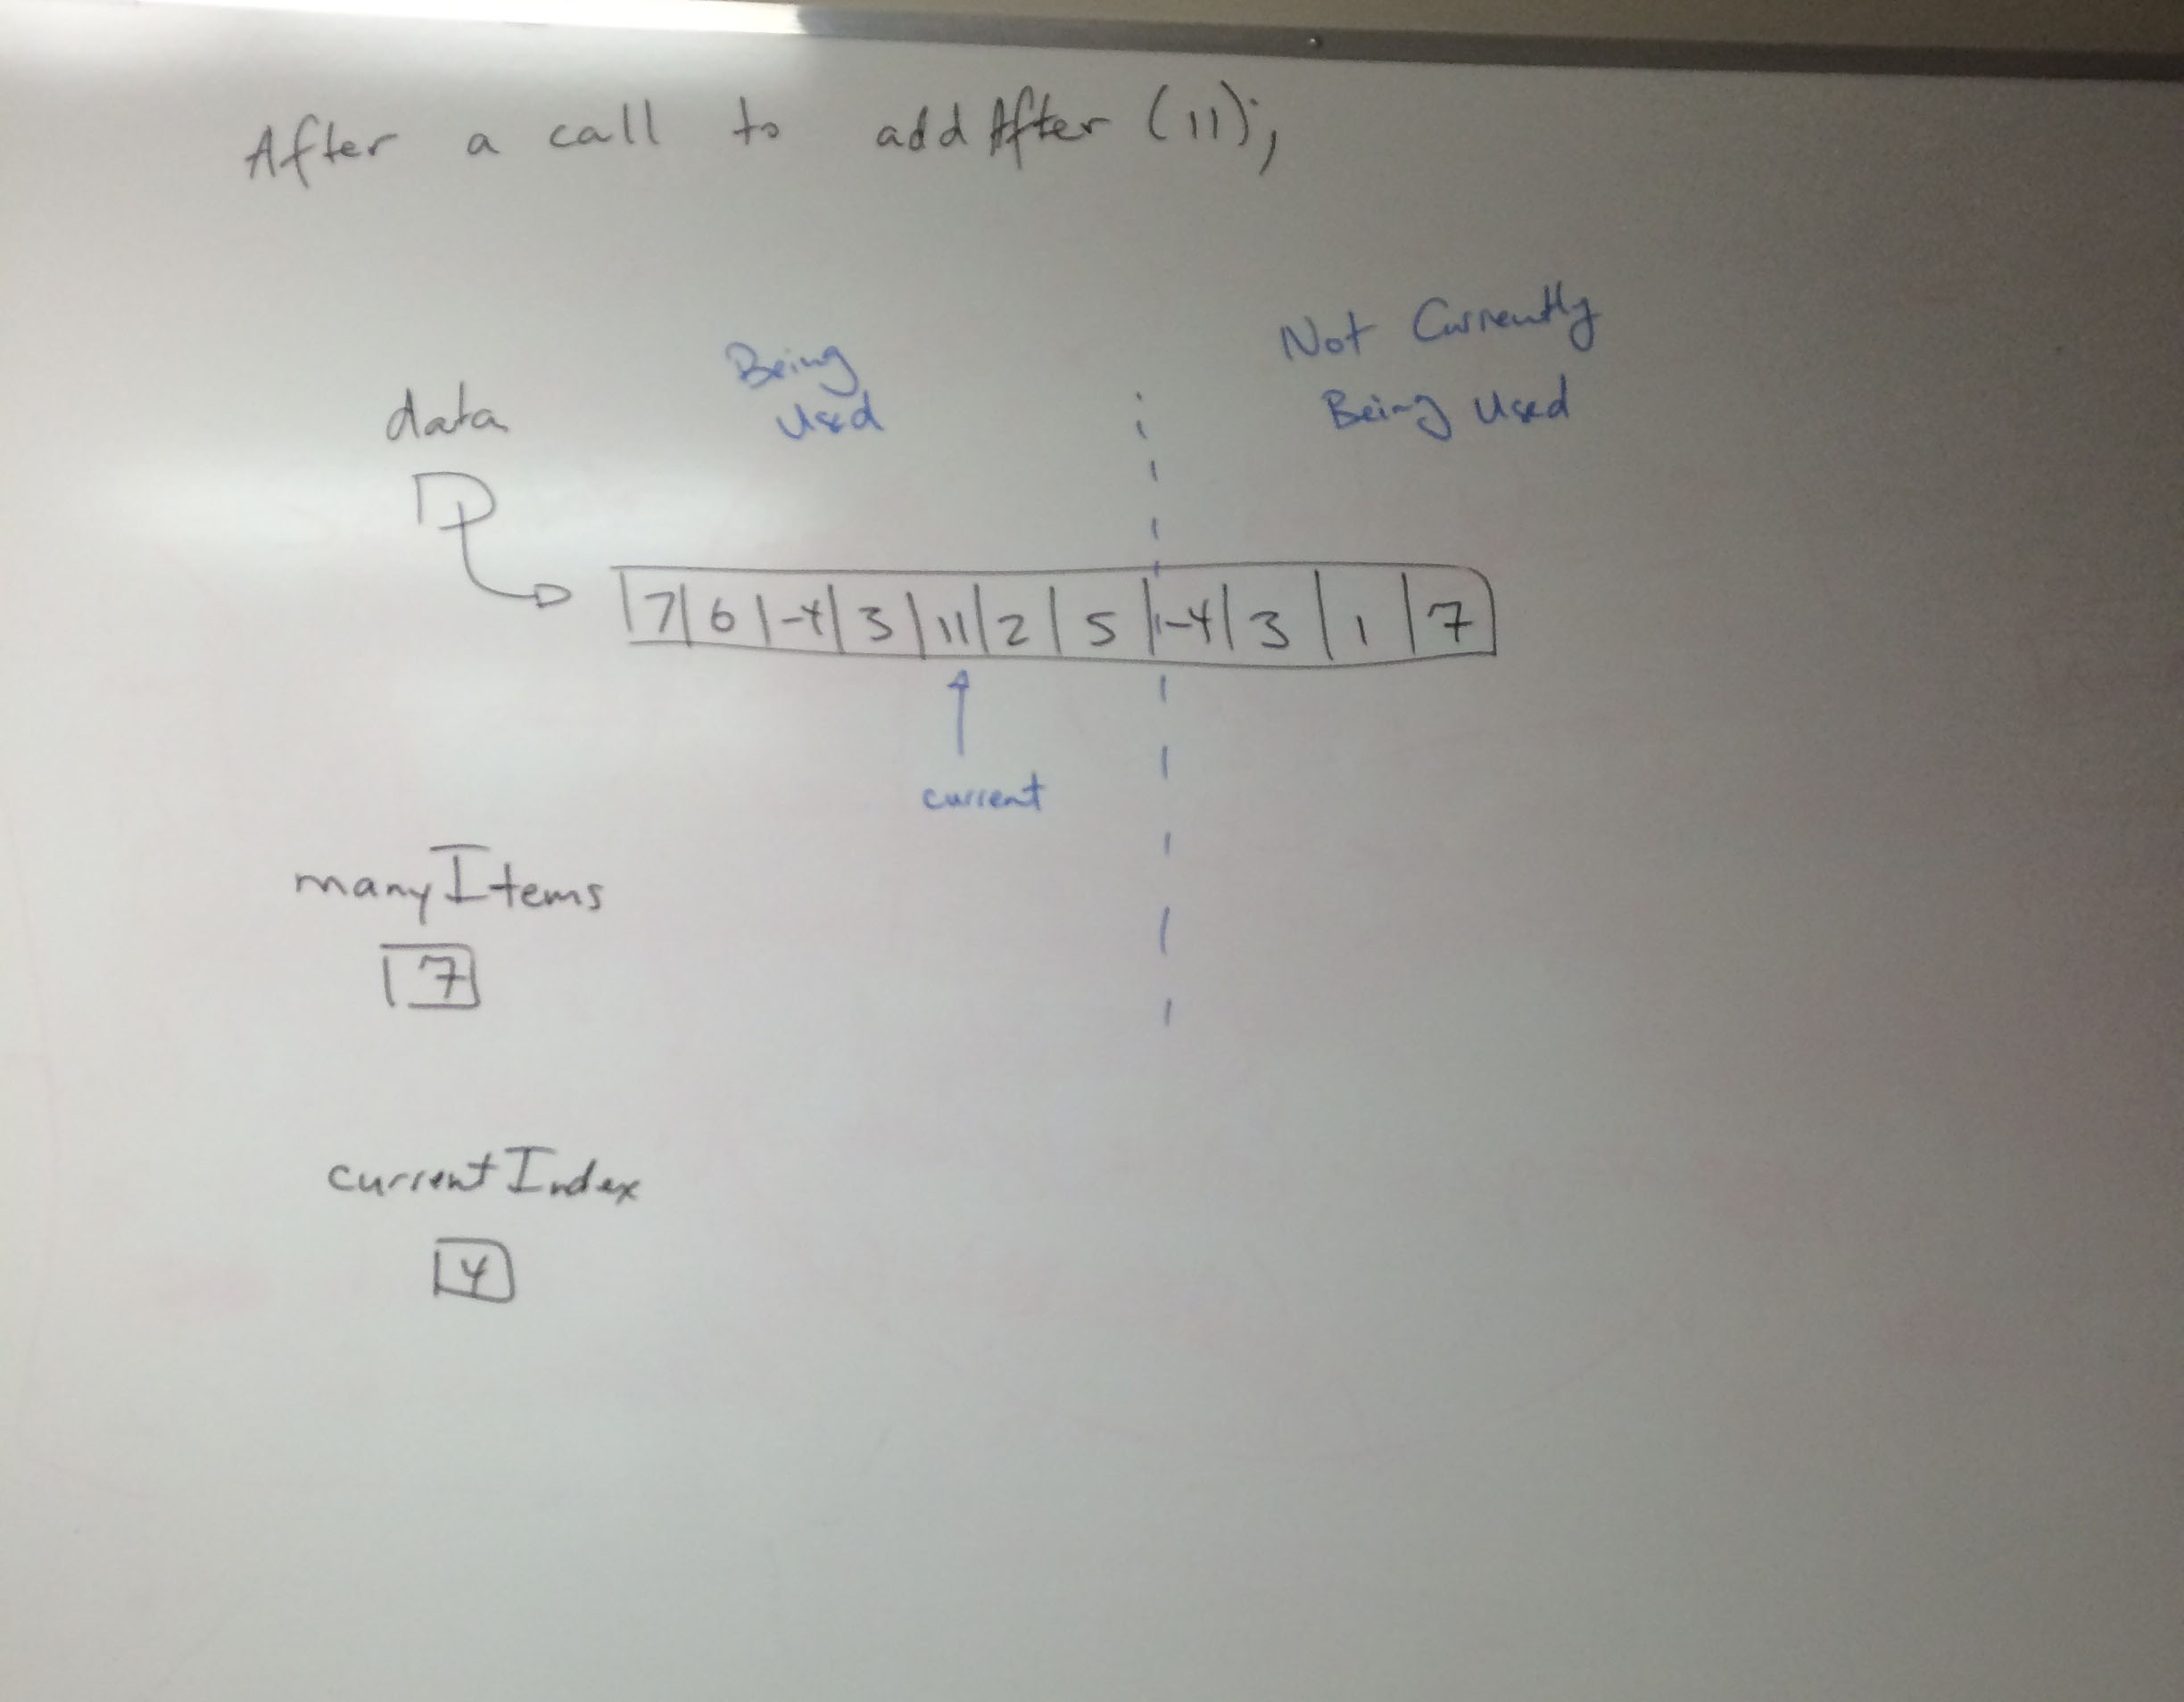 After a call to addAfter(11);
Not Currently
Being
Used
Being Used
data
7 6 -4 3 11 2 5 -4 3 1 7
current
manyItems
7
currentIndex
4